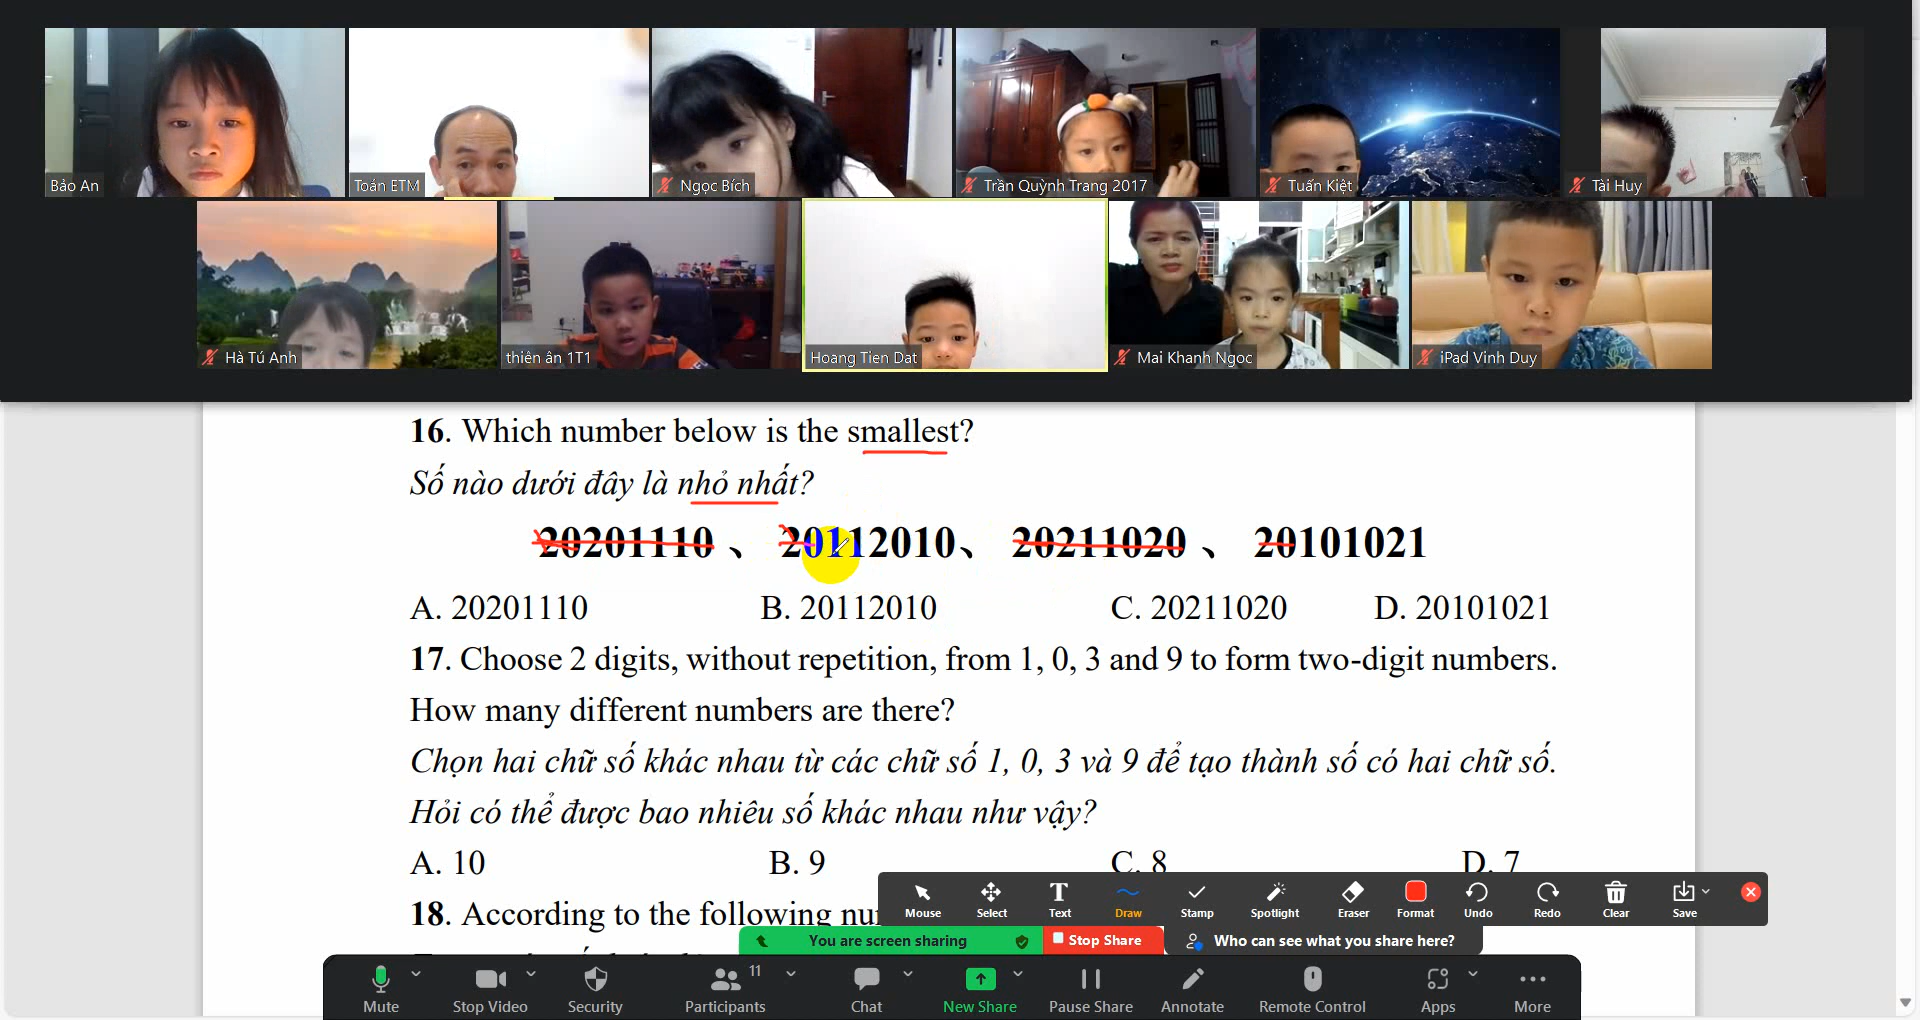 Bảo An
Toán ETM
Ngọc Bích
Trần Quỳnh Trang 2017
Tuấn Kiệt
Tài Huy
Hà Tú Anh
thiên ân 1T1
Hoang Tien Dat
Mai Khanh Ngoc
iPad Vinh Duy
16. Which number below is the smallest?
Số nào dưới đây là nhỏ nhất?
20201110 、 20112010、 20211020 、 20101021
A. 20201110 B. 20112010 C. 20211020 D. 20101021
17. Choose 2 digits, without repetition, from 1, 0, 3 and 9 to form two-digit numbers.
How many different numbers are there?
Chọn hai chữ số khác nhau từ các chữ số 1, 0, 3 và 9 để tạo thành số có hai chữ số.
Hỏi có thể được bao nhiêu số khác nhau như vậy?
A. 10 B. 9 C. 8 D. 7
18. According to the following
Mouse Select Text Draw Stamp Spotlight Eraser Format Undo Redo Clear Save
You are screen sharing Stop Share Who can see what you share here?
11
Mute Stop Video Security Participants Chat New Share Pause Share Annotate Remote Control Apps More